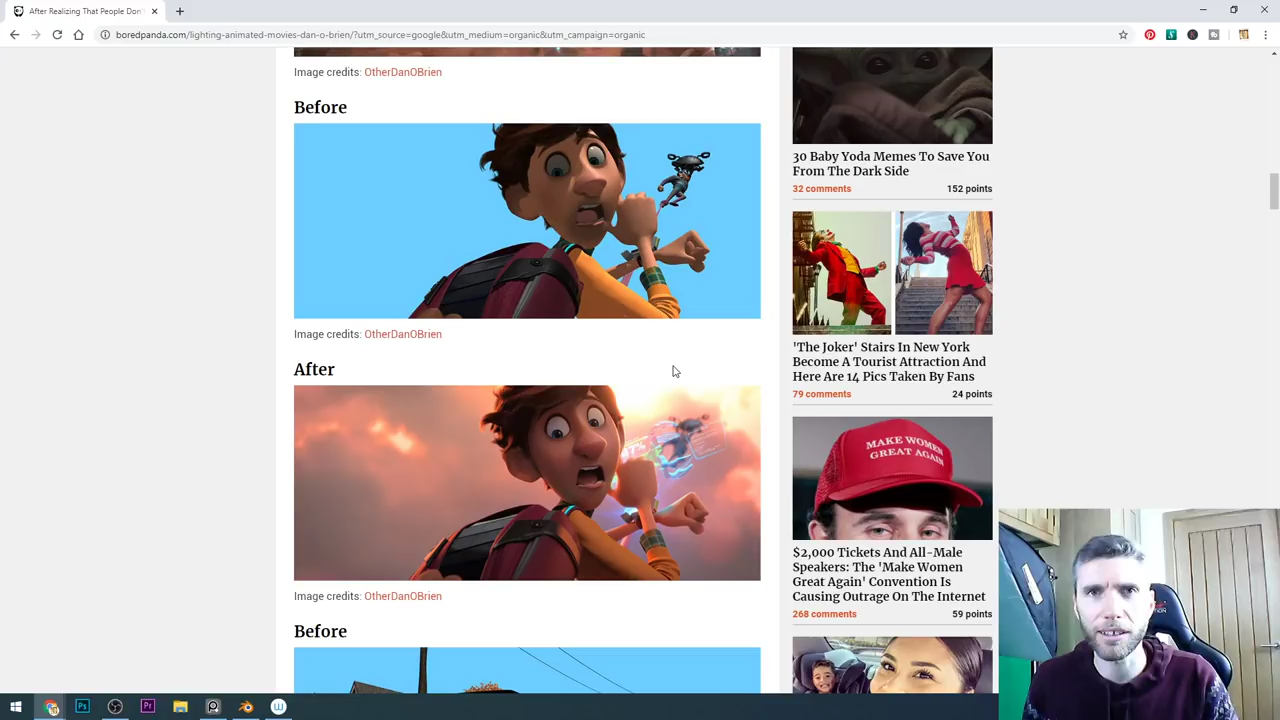 After Realizing That People Don't
boredpanda.com/lighting-animated-movies-dan-o-brien/?utm_source=google&utm_medium=organic&utm_campaign=organic
Image credits: OtherDanOBrien
Before
Image credits: OtherDanOBrien
After
Image credits: OtherDanOBrien
Before
30 Baby Yoda Memes To Save You
From The Dark Side
32 comments 152 points
'The Joker' Stairs In New York
Become A Tourist Attraction And
Here Are 14 Pics Taken By Fans
79 comments 24 points
MAKE WOMEN
GREAT AGAIN
$2,000 Tickets And All-Male
Speakers: The 'Make Women
Great Again' Convention Is
Causing Outrage On The Internet
268 comments 59 points
Ps
Pr